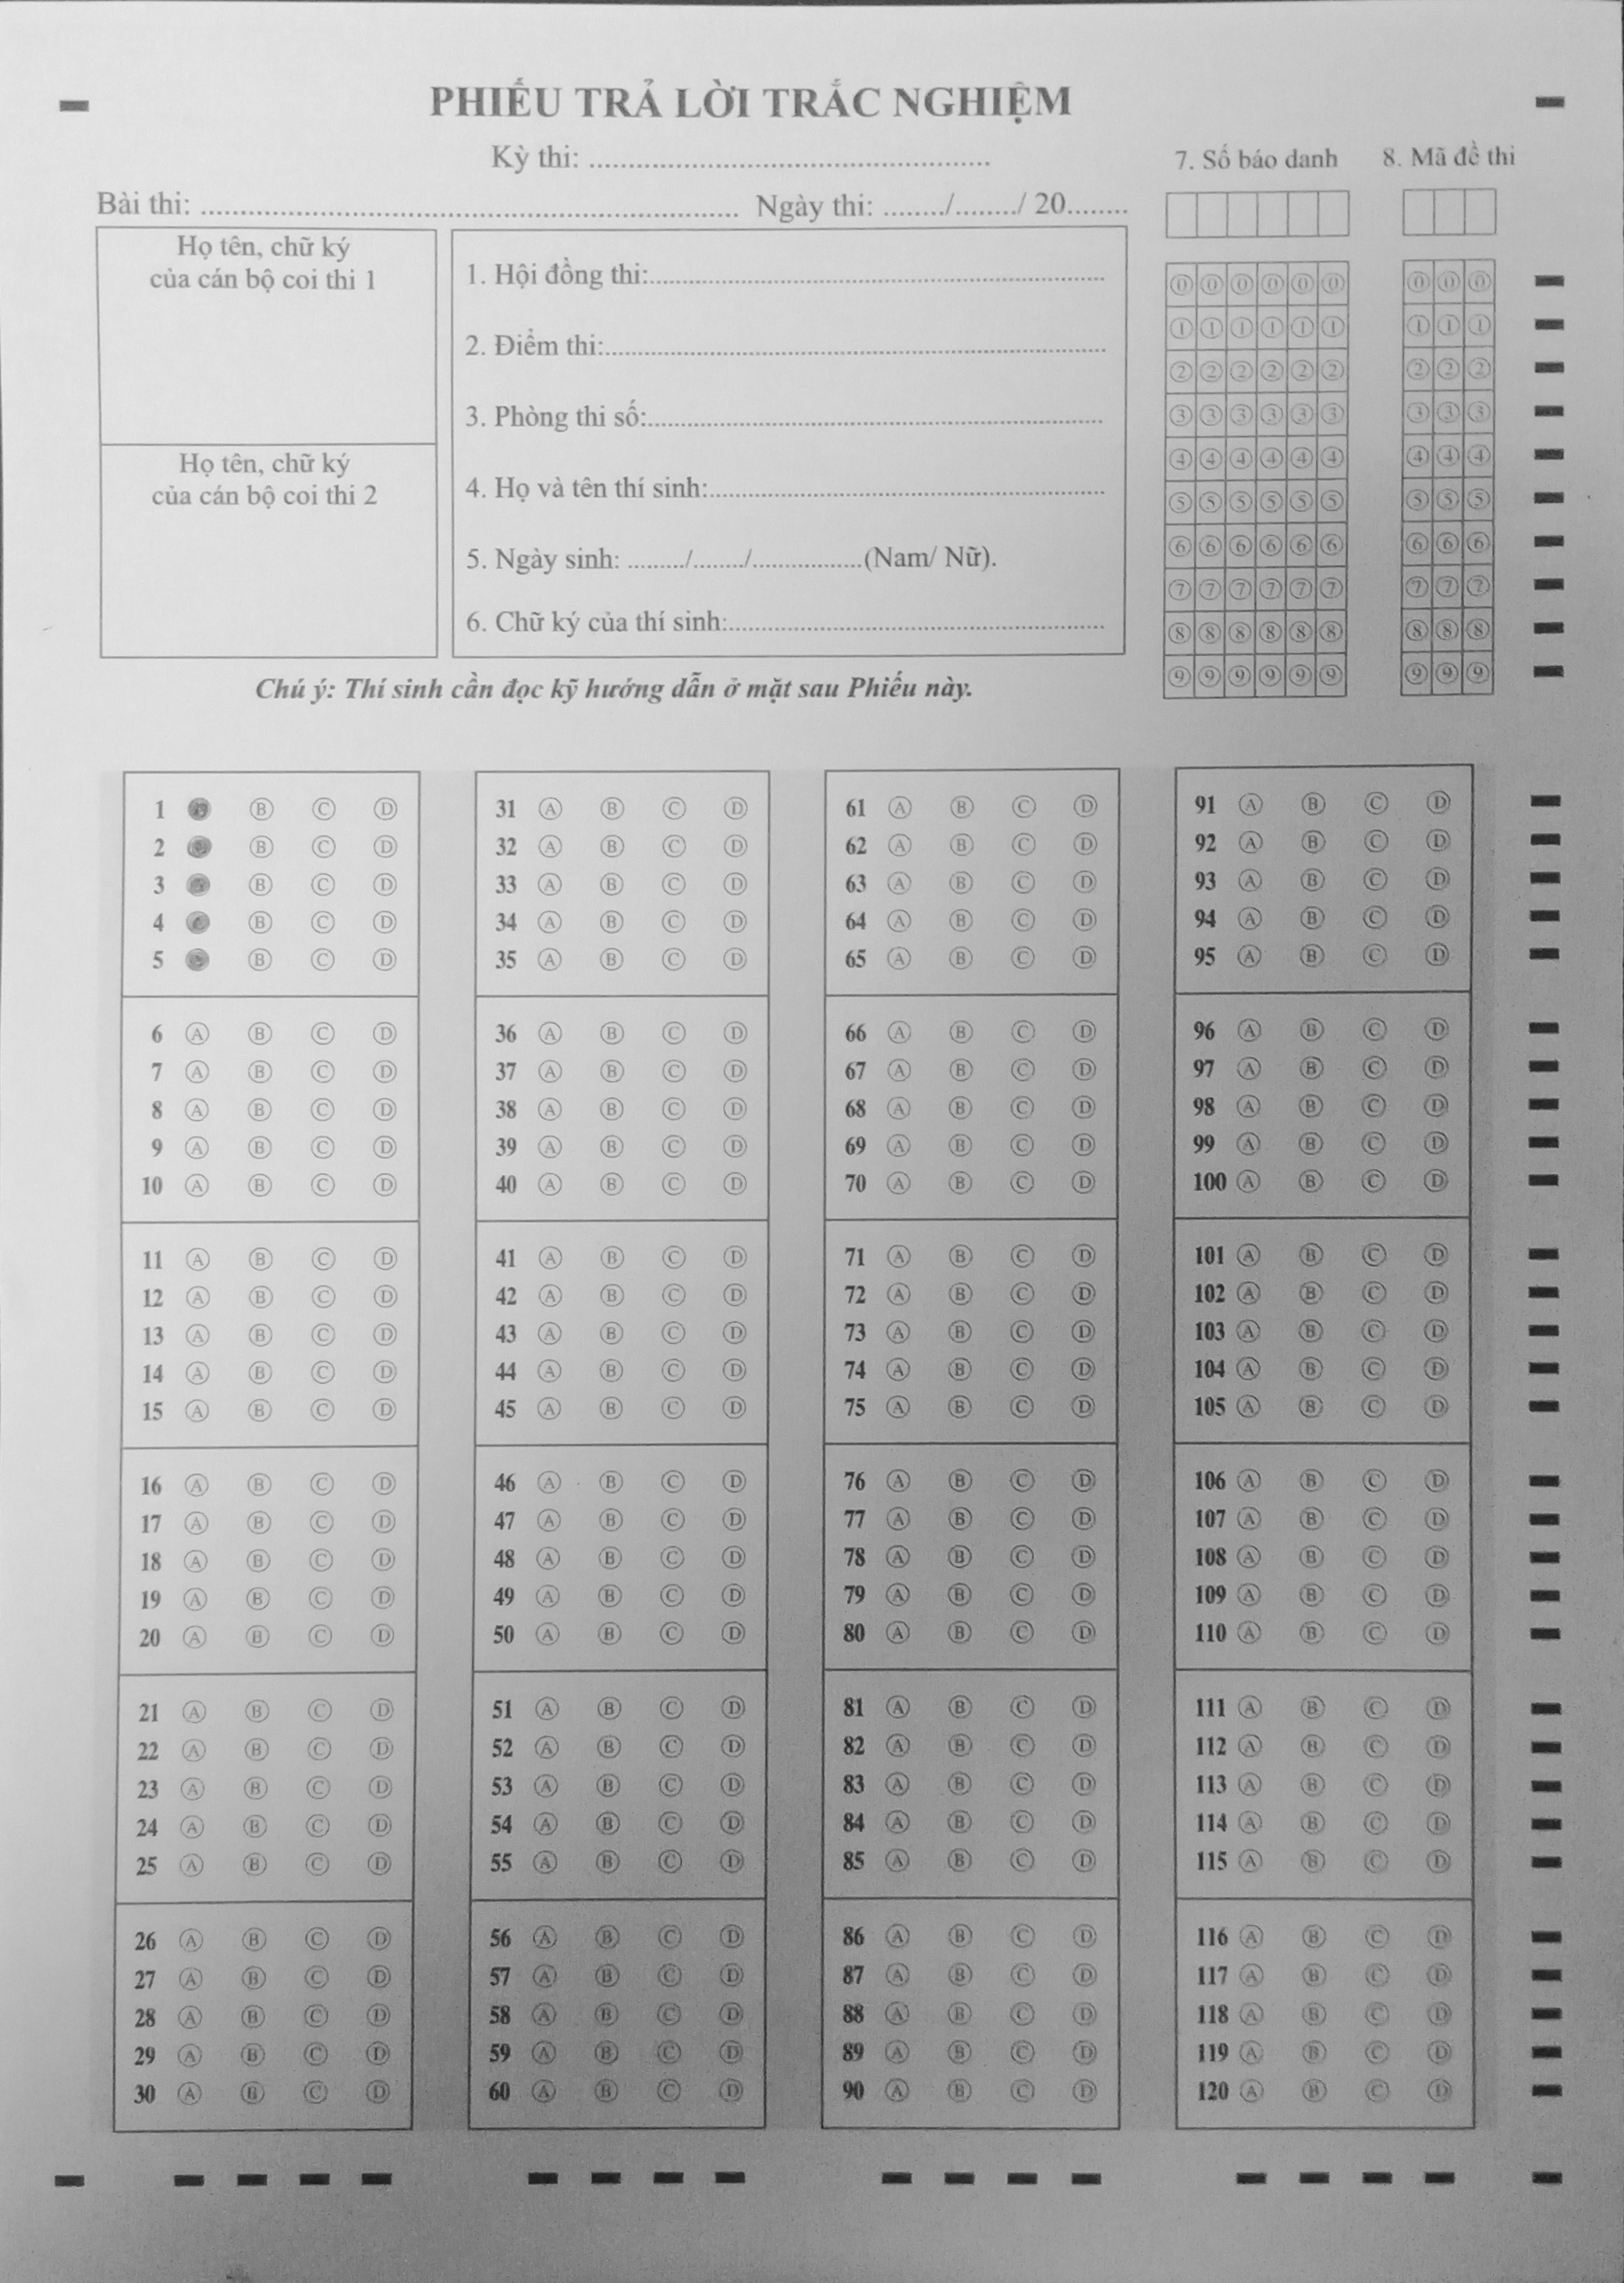 PHIẾU TRẢ LỜI TRẮC NGHIỆM
Kỳ thi: ....................................................
Bài thi: ...................................................................... Ngày thi: ......../......../ 20........
7. Số báo danh 8. Mã đề thi
Họ tên, chữ ký
của cán bộ coi thi 1
Họ tên, chữ ký
của cán bộ coi thi 2
1. Hội đồng thi:............................................................
2. Điểm thi:..................................................................
3. Phòng thi số:............................................................
4. Họ và tên thí sinh:....................................................
5. Ngày sinh: ......../......../................(Nam/ Nữ).
6. Chữ ký của thí sinh:..................................................
0 0 0 0 0 0 0 0 0
1 1 1 1 1 1 1 1 1
2 2 2 2 2 2 2 2 2
3 3 3 3 3 3 3 3 3
4 4 4 4 4 4 4 4 4
5 5 5 5 5 5 5 5 5
6 6 6 6 6 6 6 6 6
7 7 7 7 7 7 7 7 7
8 8 8 8 8 8 8 8 8
9 9 9 9 9 9 9 9 9
Chú ý: Thí sinh cần đọc kỹ hướng dẫn ở mặt sau Phiếu này.
1 B C D 31 A B C D 61 A B C D 91 A B C D
2 B C D 32 A B C D 62 A B C D 92 A B C D
3 B C D 33 A B C D 63 A B C D 93 A B C D
4 B C D 34 A B C D 64 A B C D 94 A B C D
5 B C D 35 A B C D 65 A B C D 95 A B C D
6 A B C D 36 A B C D 66 A B C D 96 A B C D
7 A B C D 37 A B C D 67 A B C D 97 A B C D
8 A B C D 38 A B C D 68 A B C D 98 A B C D
9 A B C D 39 A B C D 69 A B C D 99 A B C D
10 A B C D 40 A B C D 70 A B C D 100 A B C D
11 A B C D 41 A B C D 71 A B C D 101 A B C D
12 A B C D 42 A B C D 72 A B C D 102 A B C D
13 A B C D 43 A B C D 73 A B C D 103 A B C D
14 A B C D 44 A B C D 74 A B C D 104 A B C D
15 A B C D 45 A B C D 75 A B C D 105 A B C D
16 A B C D 46 A B C D 76 A B C D 106 A B C D
17 A B C D 47 A B C D 77 A B C D 107 A B C D
18 A B C D 48 A B C D 78 A B C D 108 A B C D
19 A B C D 49 A B C D 79 A B C D 109 A B C D
20 A B C D 50 A B C D 80 A B C D 110 A B C D
21 A B C D 51 A B C D 81 A B C D 111 A B C D
22 A B C D 52 A B C D 82 A B C D 112 A B C D
23 A B C D 53 A B C D 83 A B C D 113 A B C D
24 A B C D 54 A B C D 84 A B C D 114 A B C D
25 A B C D 55 A B C D 85 A B C D 115 A B C D
26 A B C D 56 A B C D 86 A B C D 116 A B C D
27 A B C D 57 A B C D 87 A B C D 117 A B C D
28 A B C D 58 A B C D 88 A B C D 118 A B C D
29 A B C D 59 A B C D 89 A B C D 119 A B C D
30 A B C D 60 A B C D 90 A B C D 120 A B C D